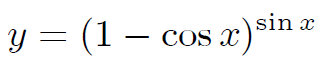 y = (1 − cos x)^{sin x}